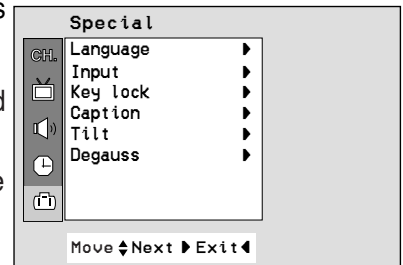 s
Special
CH.
Language
Input
Key lock
d
Caption
Tilt
Degauss
e
Move Next Exit